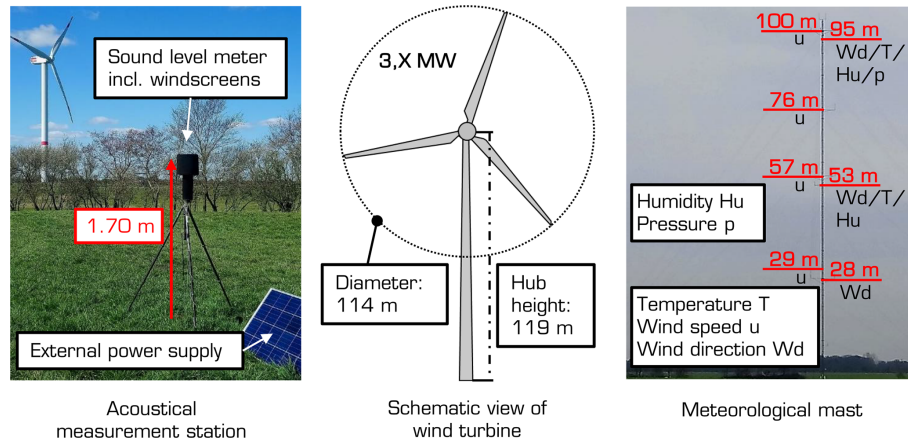 Sound level meter
incl. windscreens
1.70 m
External power supply
Acoustical
measurement station
3,X MW
Diameter:
114 m
Hub
height:
119 m
Schematic view of
wind turbine
100 m
u
95 m
Wd/T/
Hu/p
76 m
u
57 m
u
53 m
Wd/T/
Hu
Humidity Hu
Pressure p
29 m
u
28 m
Wd
Temperature T
Wind speed u
Wind direction Wd
Meteorological mast